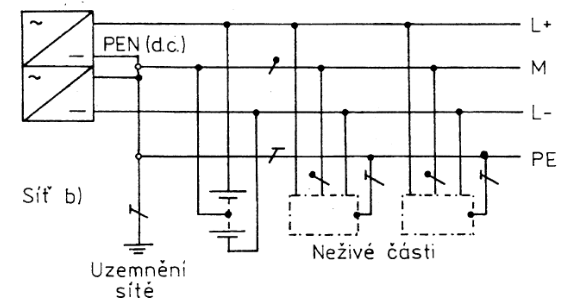 L+
PEN (d.c.)
M
L-
PE
Síť b)
Neživé části
Uzemnění
sítě